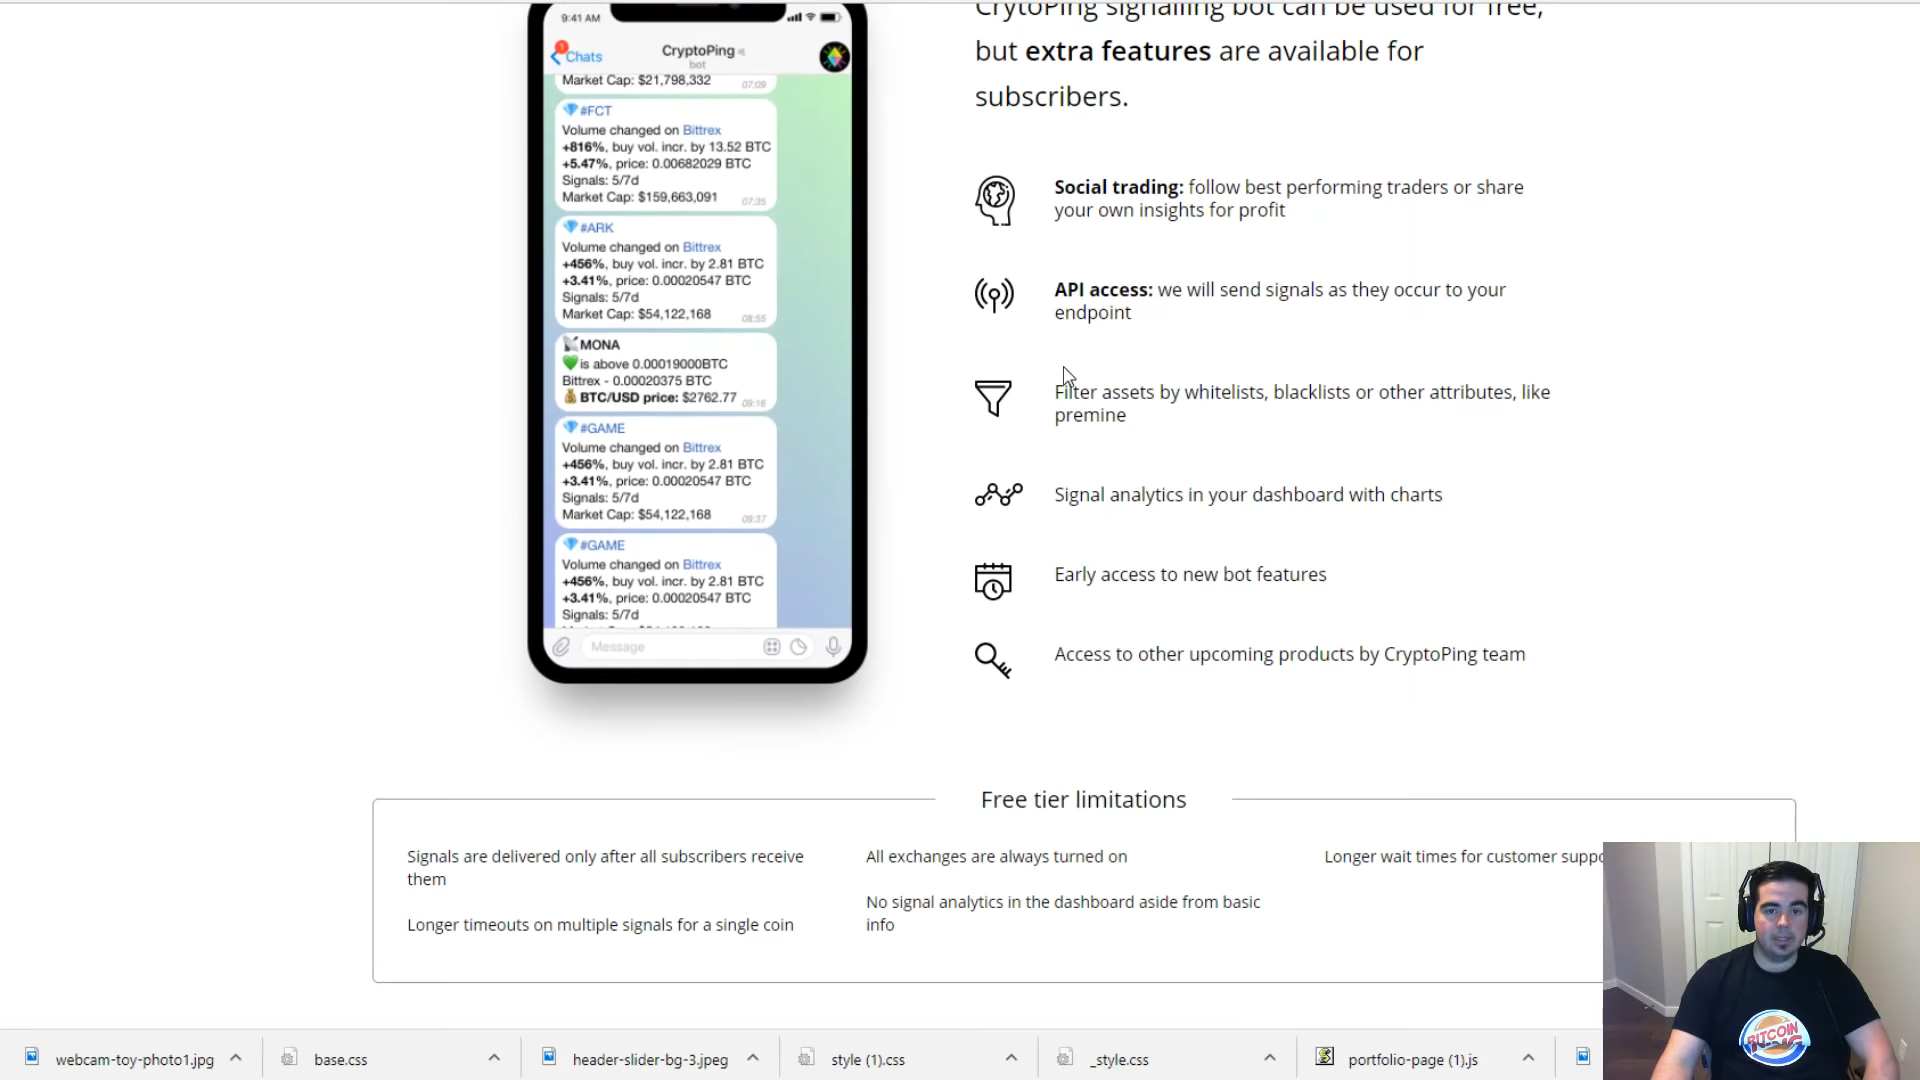 9:41 AM
1
Chats
CryptoPing
bot
Market Cap: $21,798,332
07:09
#FCT
Volume changed on Bittrex
+816%, buy vol. incr. by 13.52 BTC
+5.47%, price: 0.00682029 BTC
Signals: 5/7d
Market Cap: $159,663,091
07:35
#ARK
Volume changed on Bittrex
+456%, buy vol. incr. by 2.81 BTC
+3.41%, price: 0.00020547 BTC
Signals: 5/7d
Market Cap: $54,122,168
08:55
MONA
is above 0.00019000BTC
Bittrex - 0.00020375 BTC
BTC/USD price: $2762.77
09:16
#GAME
Volume changed on Bittrex
+456%, buy vol. incr. by 2.81 BTC
+3.41%, price: 0.00020547 BTC
Signals: 5/7d
Market Cap: $54,122,168
09:37
#GAME
Volume changed on Bittrex
+456%, buy vol. incr. by 2.81 BTC
+3.41%, price: 0.00020547 BTC
Signals: 5/7d
Message
CrytoPing signalling bot can be used for free,
but extra features are available for
subscribers.
Social trading: follow best performing traders or share
your own insights for profit
API access: we will send signals as they occur to your
endpoint
Filter assets by whitelists, blacklists or other attributes, like
premine
Signal analytics in your dashboard with charts
Early access to new bot features
Access to other upcoming products by CryptoPing team
Free tier limitations
Signals are delivered only after all subscribers receive
them
Longer timeouts on multiple signals for a single coin
All exchanges are always turned on
No signal analytics in the dashboard aside from basic
info
Longer wait times for customer suppo
BITCOIN
KING
webcam-toy-photo1.jpg
base.css
header-slider-bg-3.jpeg
style (1).css
_style.css
portfolio-page (1).js